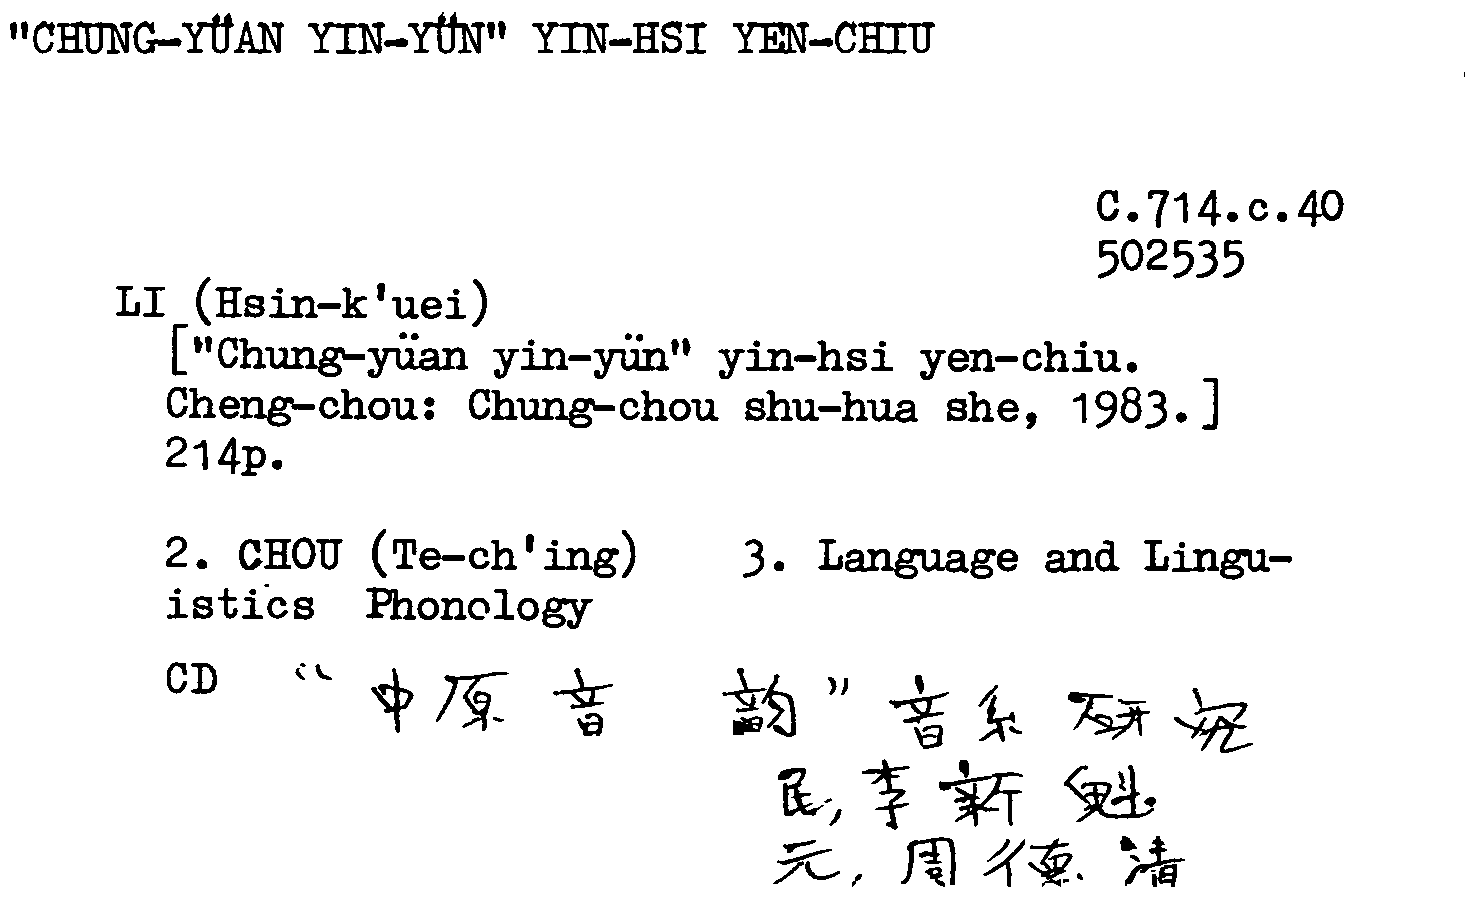 "CHUNG-YÜAN YIN-YÜN" YIN-HSI YEN-CHIU
C.714.c.40
502535
LI (Hsin-k'uei)
["Chung-yüan yin-yün" yin-hsi yen-chiu.
Cheng-chou: Chung-chou shu-hua she, 1983.]
214p.
2. CHOU (Te-ch'ing) 3. Language and Lingu-
istics Phonology
CD "中原音 韵" 音系研究
民, 李新魁
元, 周德清